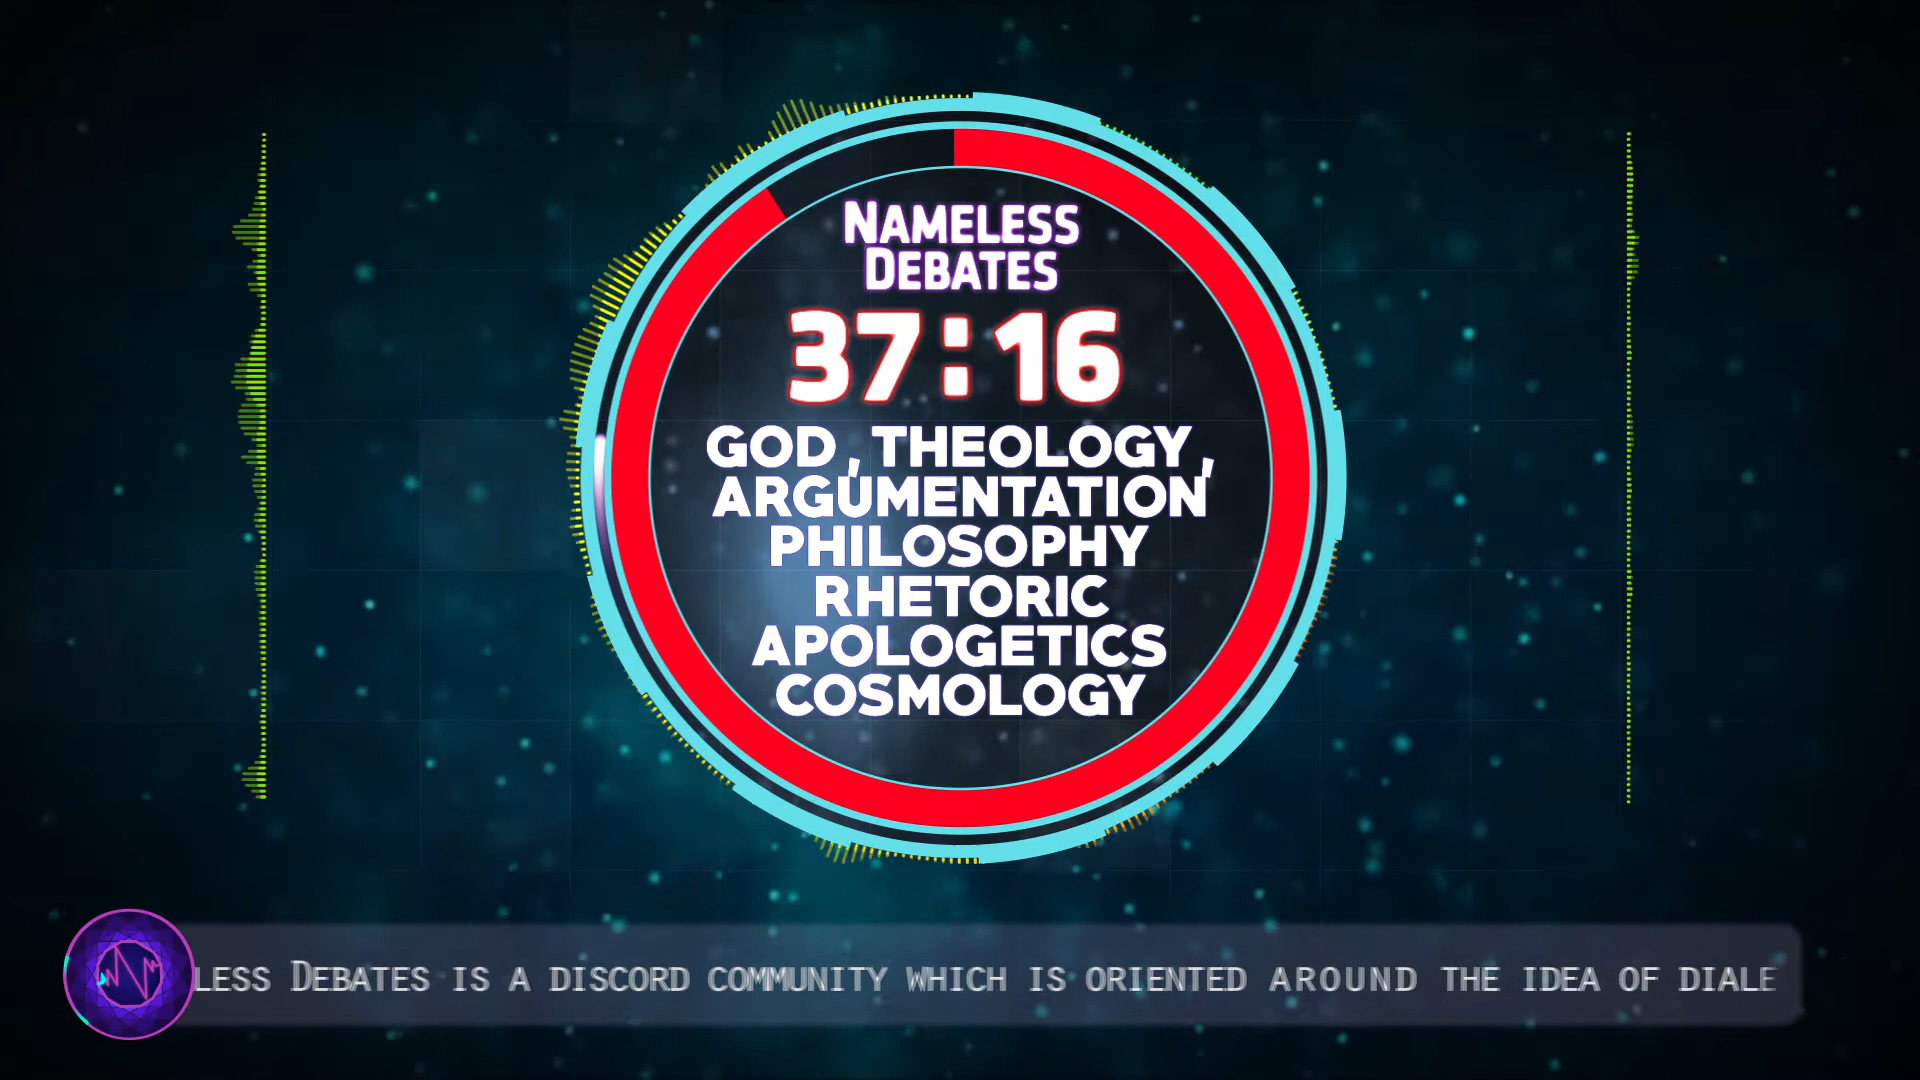 NAMELESS
DEBATES
37:16
GOD, THEOLOGY,
ARGUMENTATION
PHILOSOPHY
RHETORIC
APOLOGETICS
COSMOLOGY
LESS DEBATES IS A DISCORD COMMUNITY WHICH IS ORIENTED AROUND THE IDEA OF DIALE